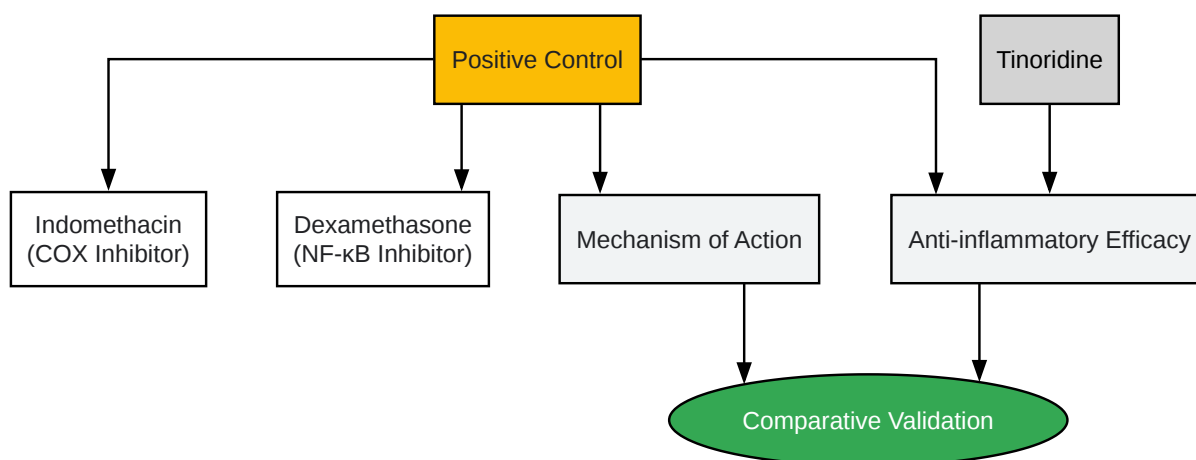 Positive Control
Tinoridine
Indomethacin
(COX Inhibitor)
Dexamethasone
(NF-κB Inhibitor)
Mechanism of Action
Anti-inflammatory Efficacy
Comparative Validation